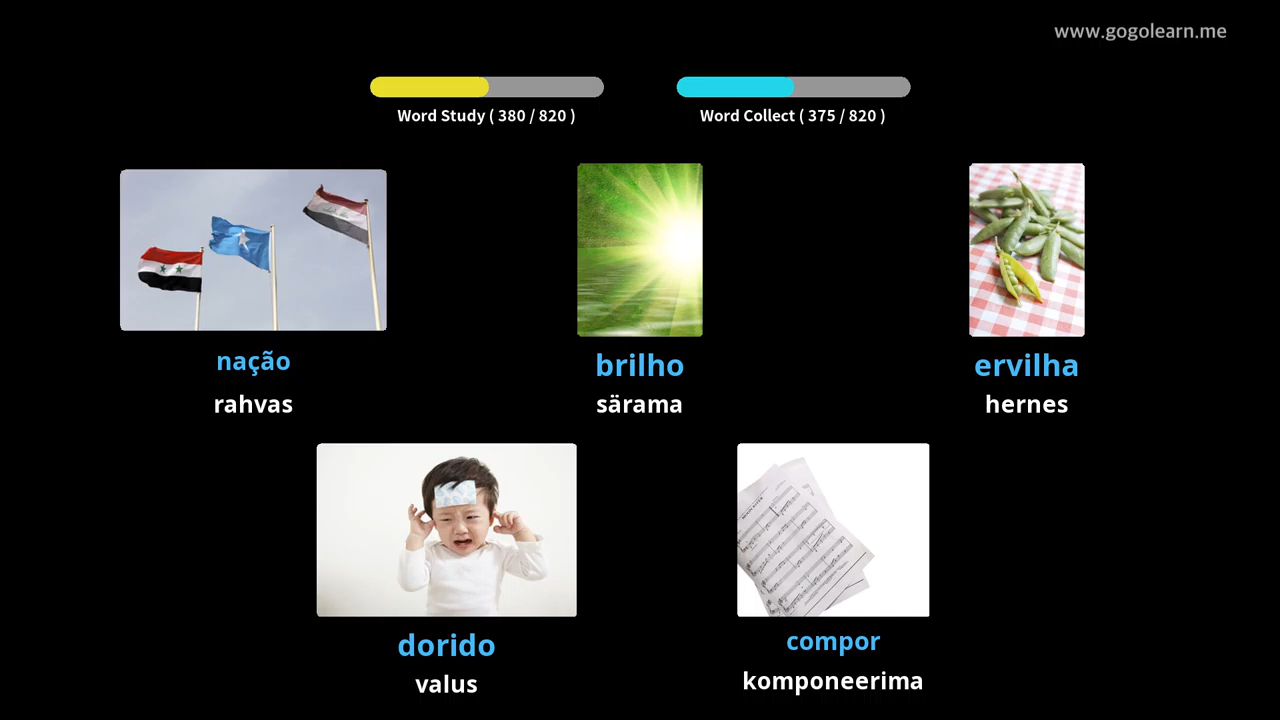 www.gogolearn.me
Word Study ( 380 / 820 )
Word Collect ( 375 / 820 )
nação
rahvas
brilho
särama
ervilha
hernes
dorido
valus
compor
komponeerima